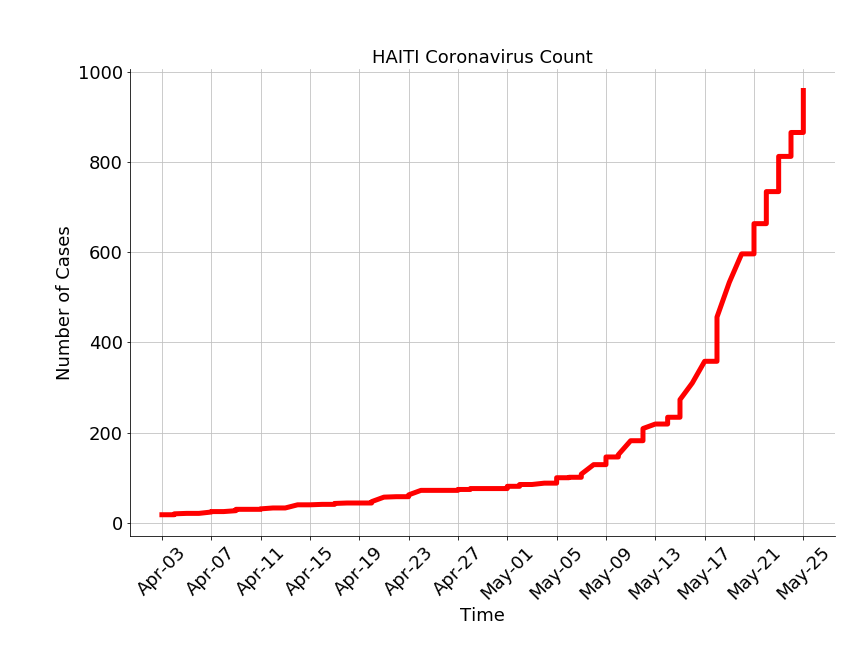 HAITI Coronavirus Count
1000
800
600
400
200
0
Number of Cases
Apr-03
Apr-07
Apr-11
Apr-15
Apr-19
Apr-23
Apr-27
May-01
May-05
May-09
May-13
May-17
May-21
May-25
Time